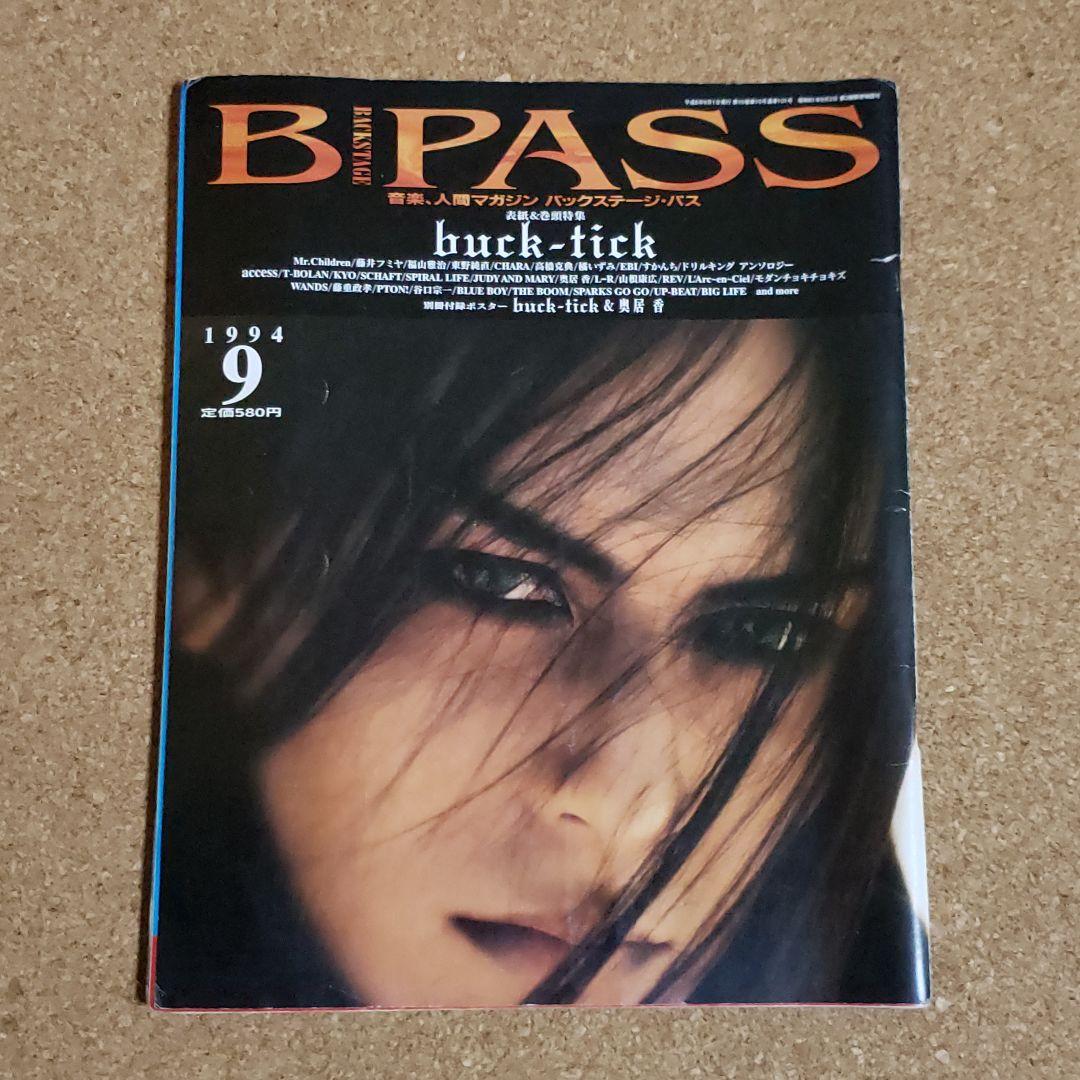 B PASS
BACKSTAGE
音楽、人間マガジン バックステージ・パス
表紙&巻頭特集
buck-tick
Mr.Children/藤井フミヤ/福山雅治/東野純直/CHARA/高橋克典/橘いずみ/EBI/すかんち/ドリルキング アンソロジー
access/T-BOLAN/KYO/SCHAFT/SPIRAL LIFE/JUDY AND MARY/奥居 香/L-R/山根康広/REV/L'Arc~en~Ciel/モダンチョキチョキズ
WANDS/藤重政孝/PTON!/谷口宗一/BLUE BOY/THE BOOM/SPARKS GO GO/UP-BEAT/BIG LIFE and more
別冊付録ポスター buck-tick & 奥居 香
1994
9
定価580円